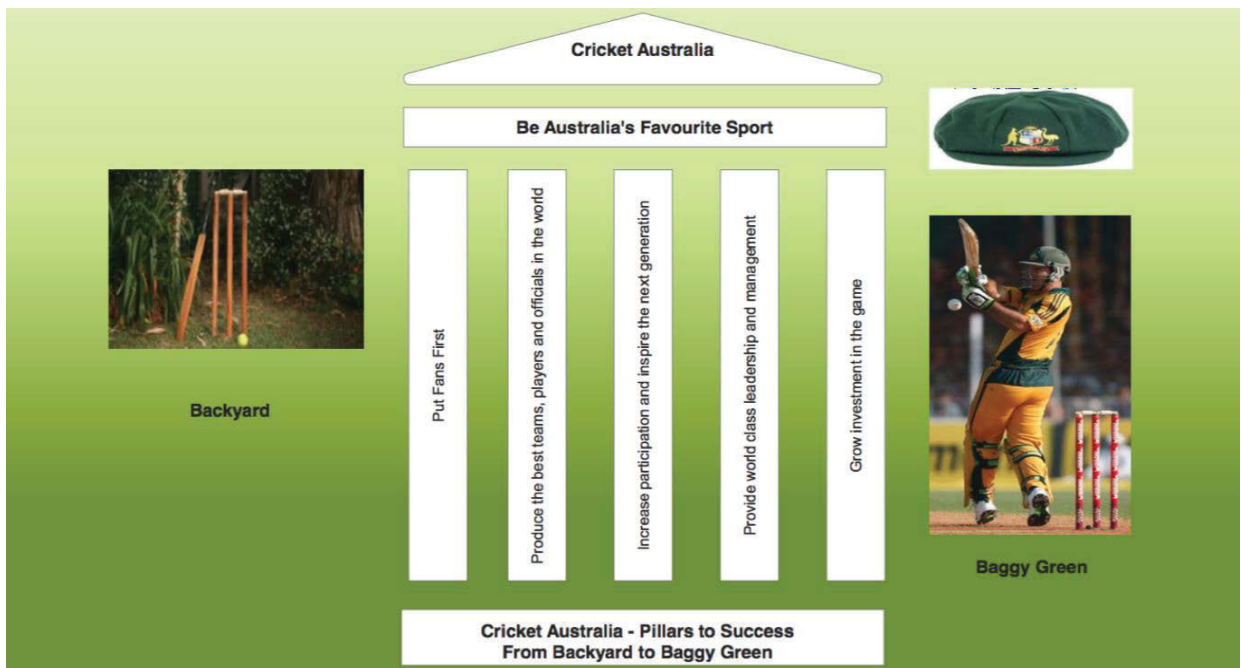 Cricket Australia
Be Australia's Favourite Sport
Backyard
Put Fans First
Produce the best teams, players and officials in the world
Increase participation and inspire the next generation
Provide world class leadership and management
Grow investment in the game
Baggy Green
Cricket Australia - Pillars to Success
From Backyard to Baggy Green